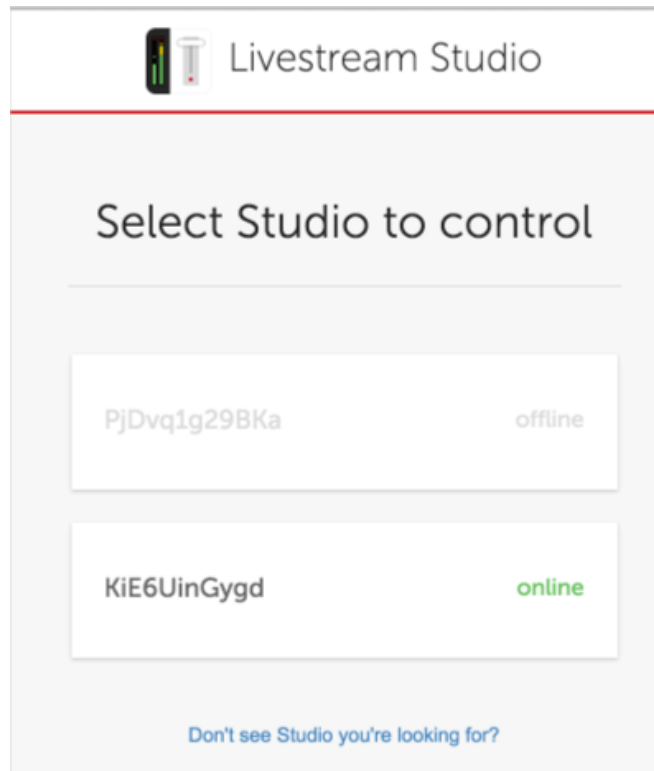 Livestream Studio
Select Studio to control
PjDvq1g29BKa offline
KiE6UinGygd online
Don't see Studio you're looking for?